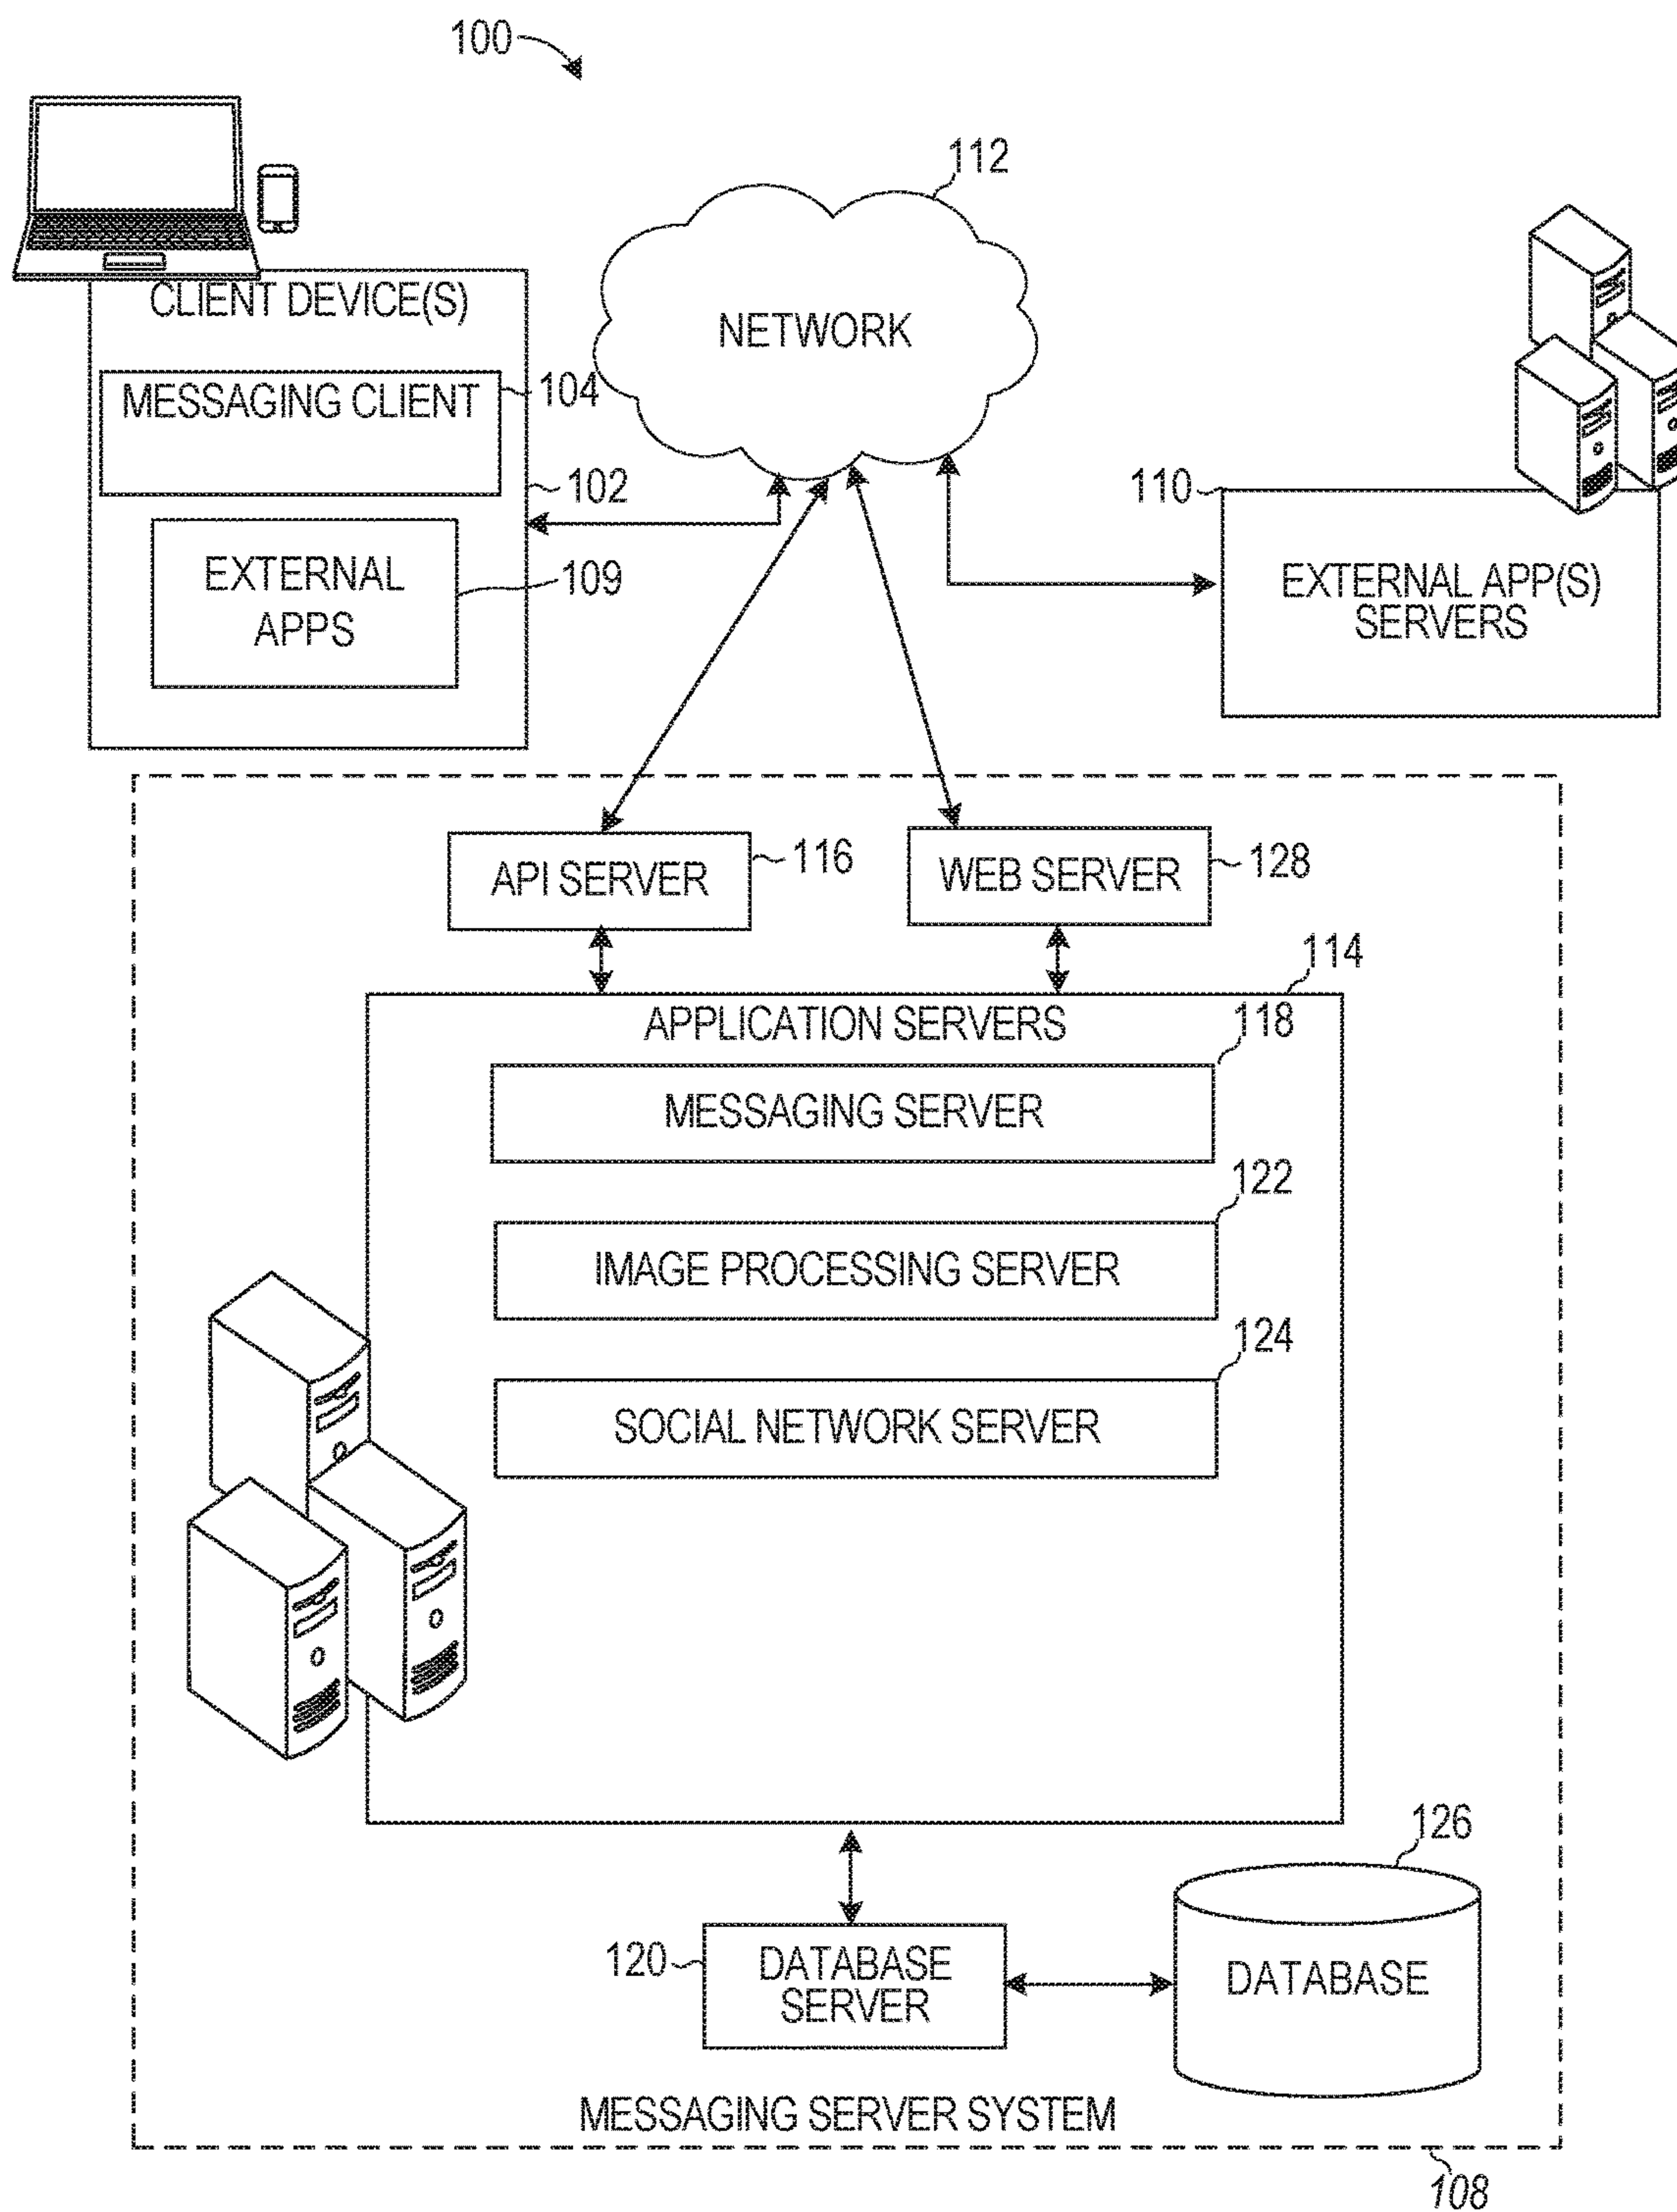 100
112
CLIENT DEVICE(S)
NETWORK
MESSAGING CLIENT
104
102
110
EXTERNAL
APPS
109
EXTERNAL APP(S)
SERVERS
API SERVER
116
WEB SERVER
128
114
APPLICATION SERVERS
118
MESSAGING SERVER
122
IMAGE PROCESSING SERVER
124
SOCIAL NETWORK SERVER
126
120
DATABASE
SERVER
DATABASE
MESSAGING SERVER SYSTEM
108